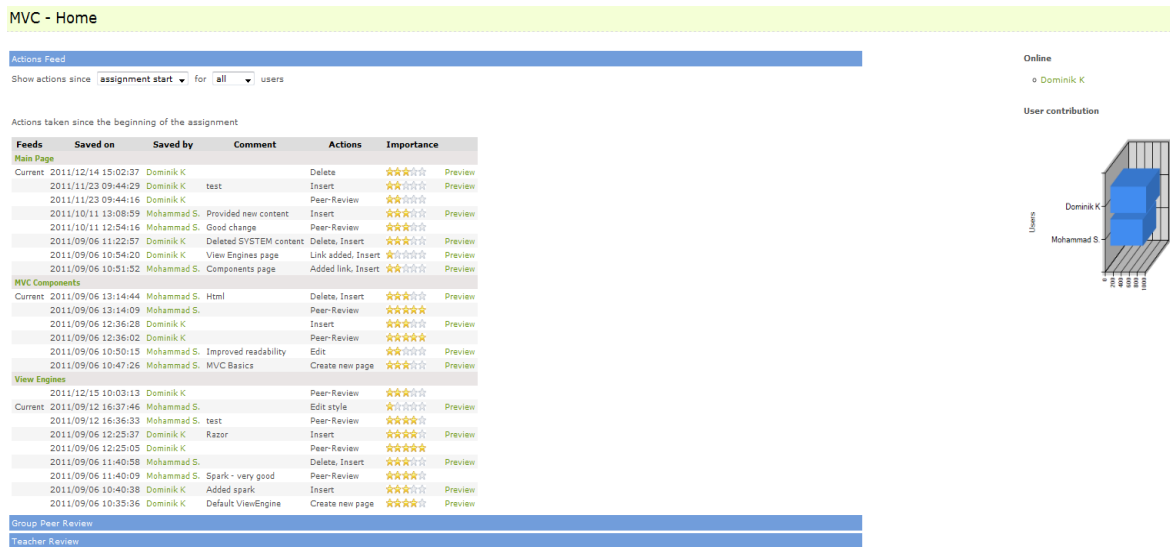 MVC - Home
Actions Feed
Show actions since assignment start for all users
Actions taken since the beginning of the assignment
Feeds Saved on Saved by Comment Actions Importance
Main Page
Current 2011/12/14 15:02:37 Dominik K Delete Preview
2011/11/23 09:44:29 Dominik K test Insert Preview
2011/11/23 09:44:16 Dominik K Peer-Review
2011/10/11 13:08:59 Mohammad S. Provided new content Insert Preview
2011/10/11 12:54:16 Mohammad S. Good change Peer-Review
2011/09/06 11:22:57 Dominik K Deleted SYSTEM content Delete, Insert Preview
2011/09/06 10:54:20 Dominik K View Engines page Link added, Insert Preview
2011/09/06 10:51:52 Mohammad S. Components page Added link, Insert Preview
MVC Components
Current 2011/09/06 13:14:44 Mohammad S. Html Delete, Insert Preview
2011/09/06 13:14:09 Mohammad S. Peer-Review
2011/09/06 12:36:28 Dominik K Insert Preview
2011/09/06 12:36:02 Dominik K Peer-Review
2011/09/06 10:50:15 Mohammad S. Improved readability Edit Preview
2011/09/06 10:47:26 Mohammad S. MVC Basics Create new page Preview
View Engines
2011/12/15 10:03:13 Dominik K Peer-Review
Current 2011/09/12 16:37:46 Mohammad S. Edit style Preview
2011/09/12 16:36:33 Mohammad S. test Peer-Review
2011/09/06 12:25:37 Dominik K Razor Insert Preview
2011/09/06 12:25:05 Dominik K Peer-Review
2011/09/06 11:40:58 Mohammad S. Delete, Insert Preview
2011/09/06 11:40:09 Mohammad S. Spark - very good Peer-Review
2011/09/06 10:40:38 Dominik K Added spark Insert Preview
2011/09/06 10:35:36 Dominik K Default ViewEngine Create new page Preview
Group Peer Review
Teacher Review
Online
Dominik K
User contribution
Users
Dominik K
Mohammad S.
0
200
400
600
800
1000